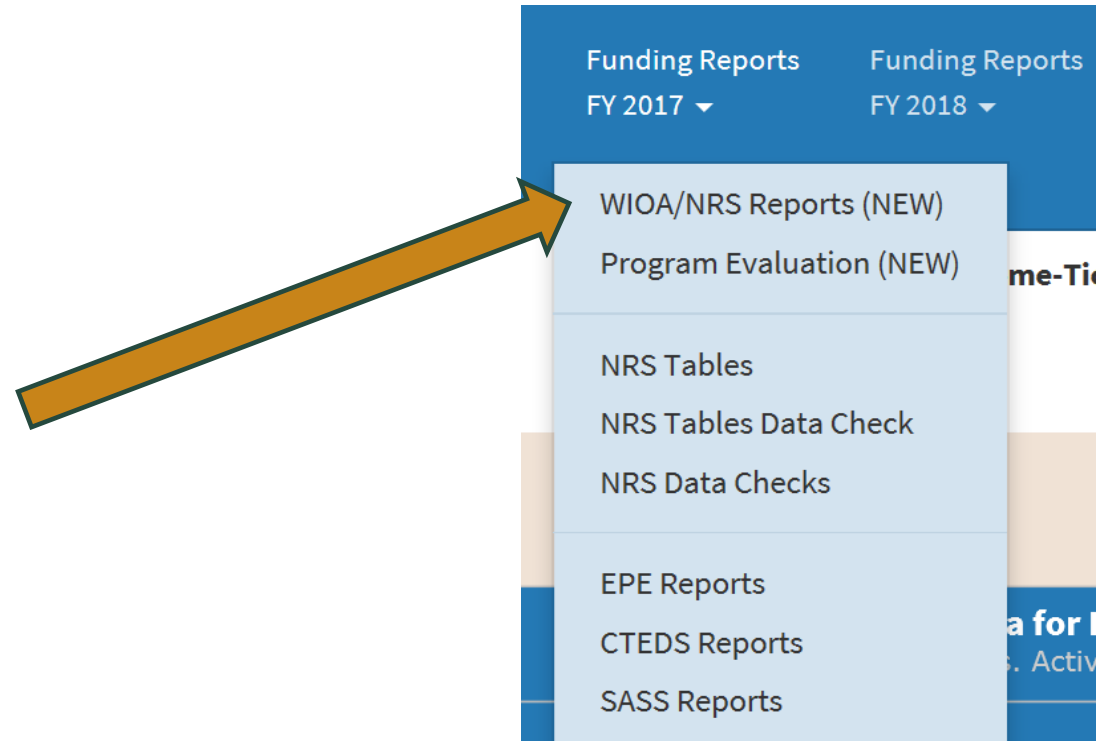 Funding Reports
FY 2017
Funding Reports
FY 2018
WIOA/NRS Reports (NEW)
Program Evaluation (NEW)
NRS Tables
NRS Tables Data Check
NRS Data Checks
EPE Reports
CTEDS Reports
SASS Reports
a for